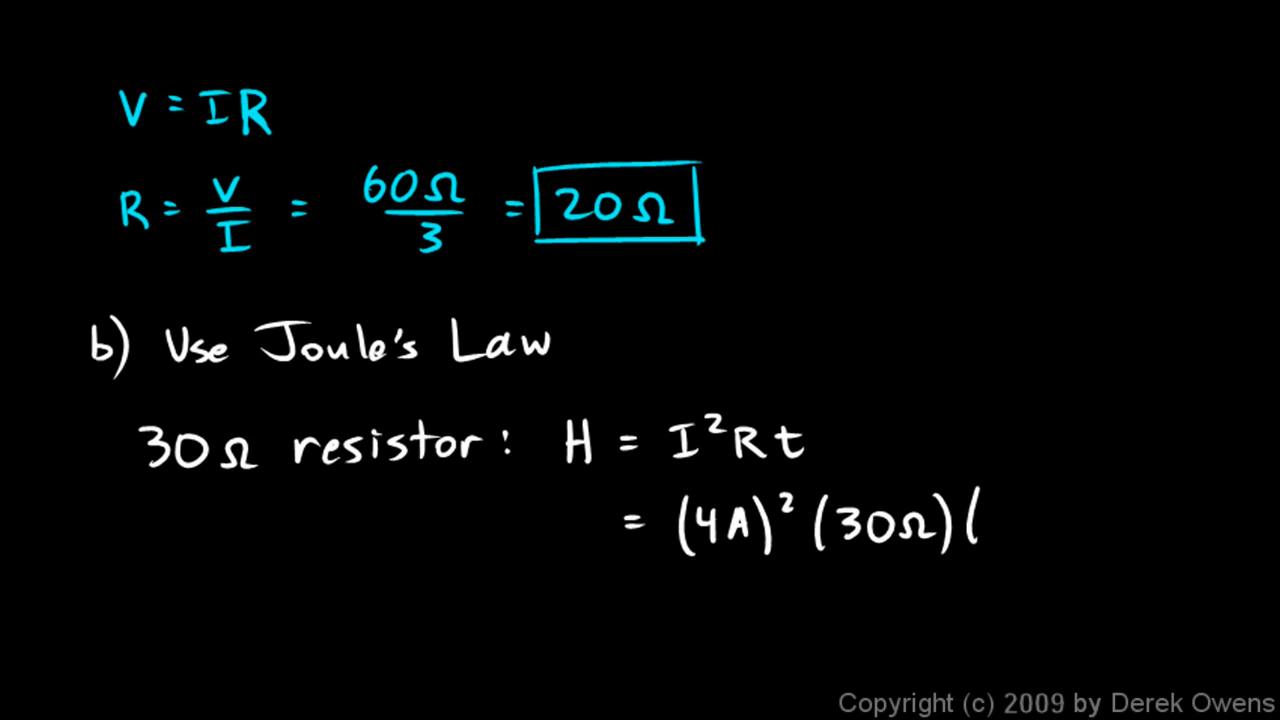 V = IR
R = V/I = 60Ω/3 = 20Ω
b) Use Joule's Law
30Ω resistor: H = I²Rt
= (4A)² (30Ω)(
Copyright (c) 2009 by Derek Owens